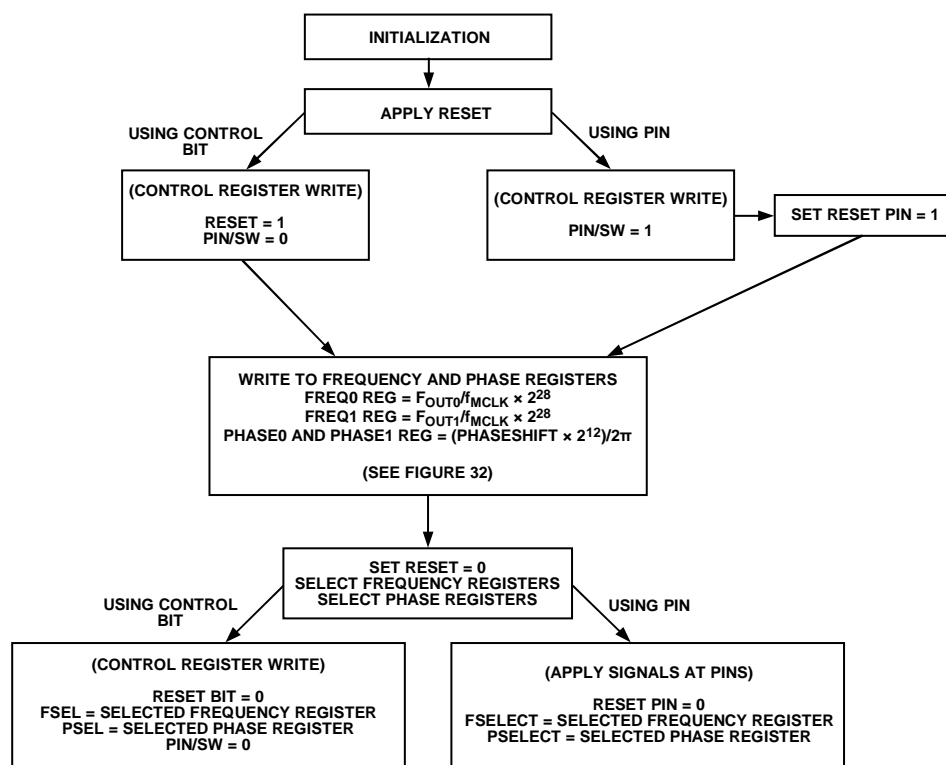 INITIALIZATION
APPLY RESET
USING CONTROL
BIT
USING PIN
(CONTROL REGISTER WRITE)
RESET = 1
PIN/SW = 0
(CONTROL REGISTER WRITE)
PIN/SW = 1
SET RESET PIN = 1
WRITE TO FREQUENCY AND PHASE REGISTERS
FREQ0 REG = F_OUT0/f_MCLK × 2^28
FREQ1 REG = F_OUT1/f_MCLK × 2^28
PHASE0 AND PHASE1 REG = (PHASESHIFT × 2^12)/2π
(SEE FIGURE 32)
SET RESET = 0
SELECT FREQUENCY REGISTERS
SELECT PHASE REGISTERS
USING CONTROL
BIT
USING PIN
(CONTROL REGISTER WRITE)
RESET BIT = 0
FSEL = SELECTED FREQUENCY REGISTER
PSEL = SELECTED PHASE REGISTER
PIN/SW = 0
(APPLY SIGNALS AT PINS)
RESET PIN = 0
FSELECT = SELECTED FREQUENCY REGISTER
PSELECT = SELECTED PHASE REGISTER